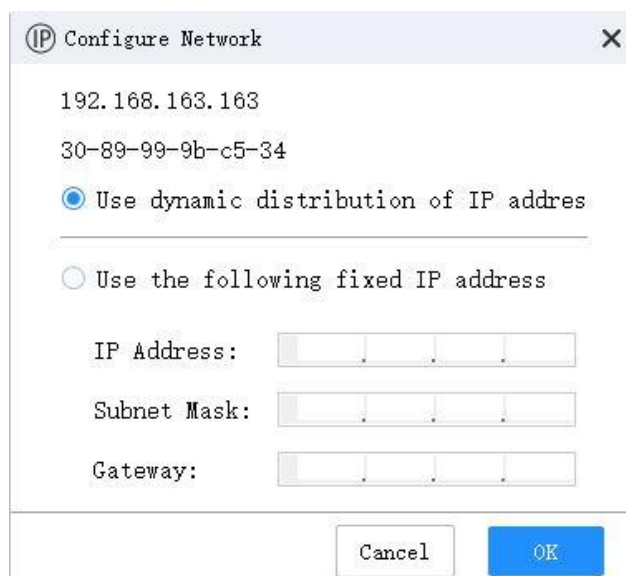 IP Configure Network
192.168.163.163
30-89-99-9b-c5-34
Use dynamic distribution of IP addres
Use the following fixed IP address
IP Address:
Subnet Mask:
Gateway:
Cancel OK